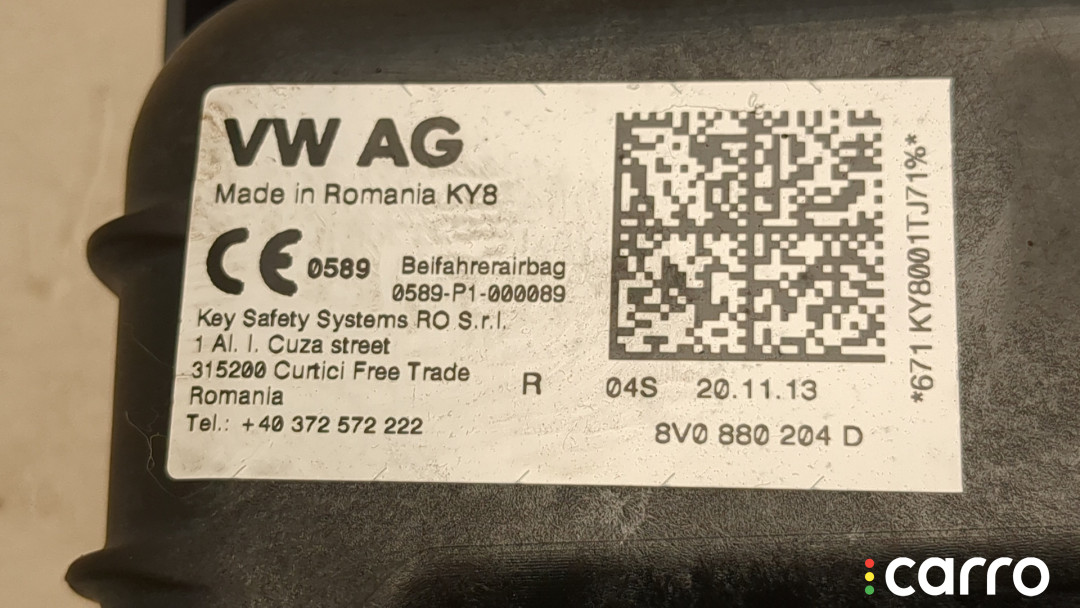 VW AG
Made in Romania KY8
CE 0589 Beifahrerairbag
0589-P1-000089
Key Safety Systems RO S.r.l.
1 Al. I. Cuza street
315200 Curtici Free Trade
Romania
Tel.: +40 372 572 222
R 04S 20.11.13
8V0 880 204 D
*671 KY8001TJ71%*
carro